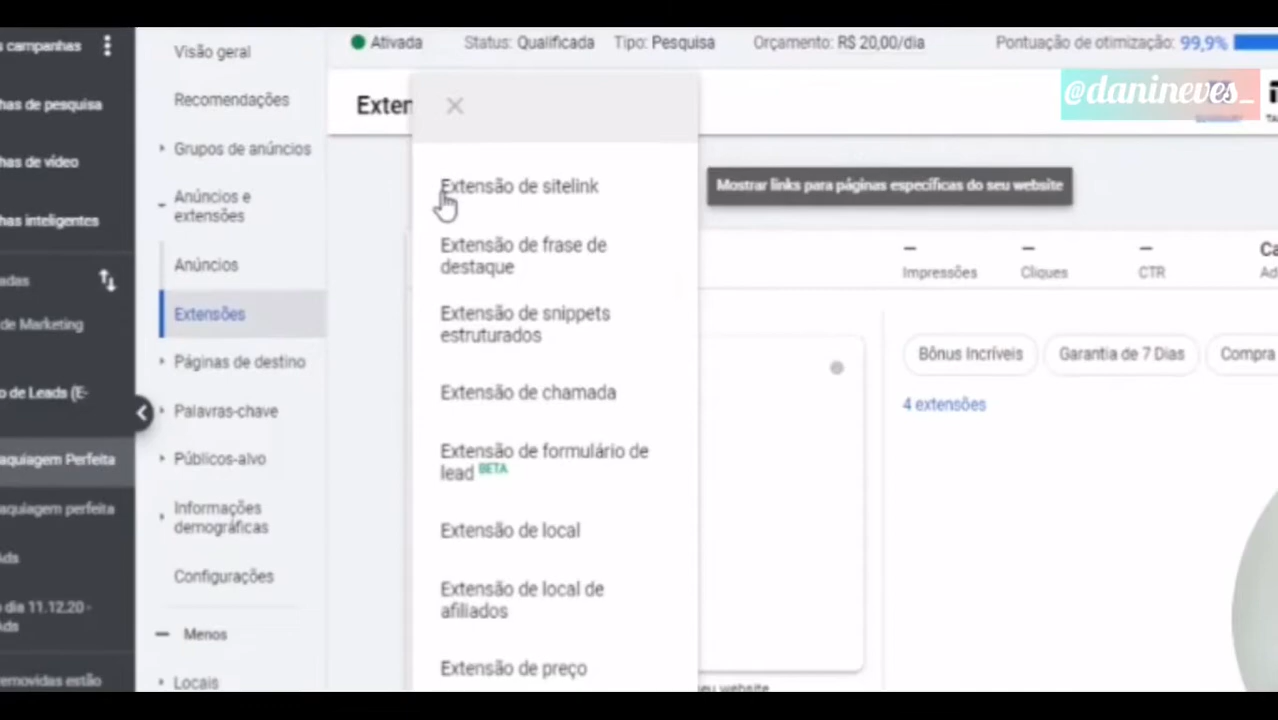 s campanhas
has de pesquisa
has de vídeo
has inteligentes
adas
de Marketing
o de Leads (E-
aquiagem Perfeita
aquiagem perfeita
Ads
dia 11.12.20 -
Ads
removidas estão
Visão geral
Recomendações
Grupos de anúncios
Anúncios e
extensões
Anúncios
Extensões
Páginas de destino
Palavras-chave
Públicos-alvo
Informações
demográficas
Configurações
Menos
Locais
Ativada Status: Qualificada Tipo: Pesquisa Orçamento: R$ 20,00/dia Pontuação de otimização: 99,9%
Exten
@danineves_
Extensão de sitelink
Extensão de frase de
destaque
Extensão de snippets
estruturados
Extensão de chamada
Extensão de formulário de
lead BETA
Extensão de local
Extensão de local de
afiliados
Extensão de preço
Mostrar links para páginas específicas do seu website
– – –
Impressões Cliques CTR
Bônus Incríveis Garantia de 7 Dias Compra
4 extensões